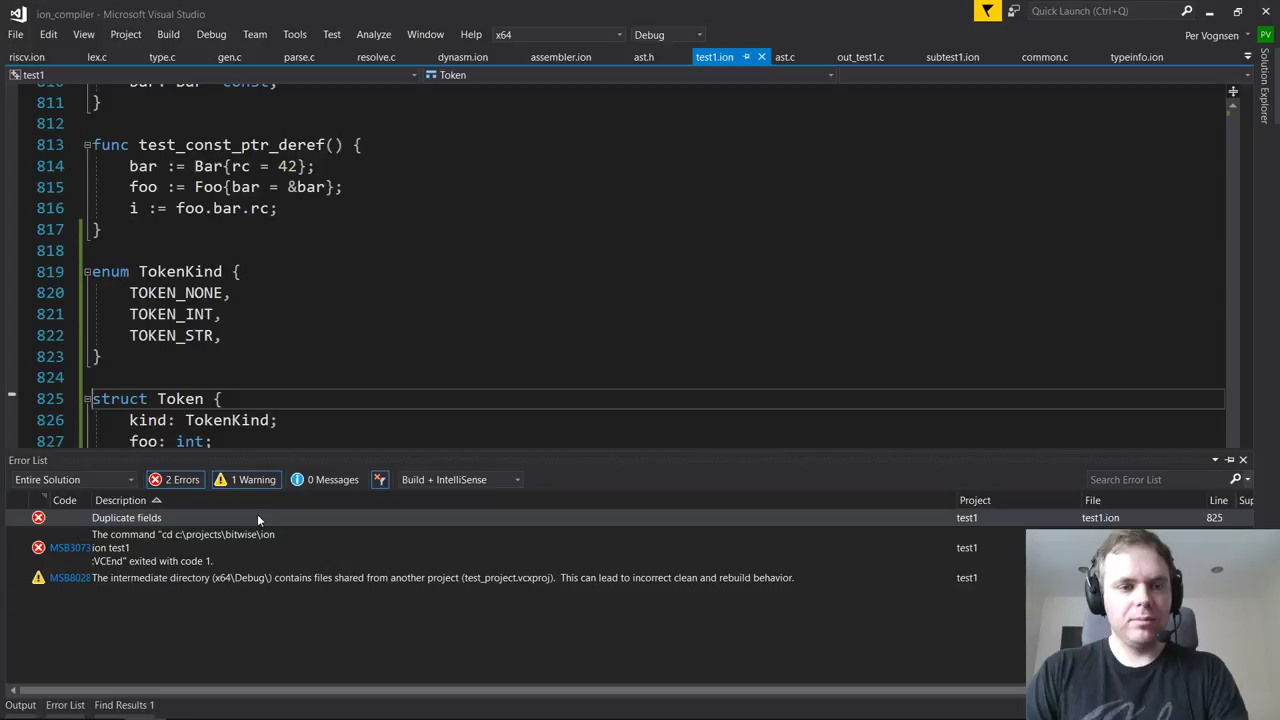 ion_compiler - Microsoft Visual Studio
Quick Launch (Ctrl+Q)
File Edit View Project Build Debug Team Tools Test Analyze Window Help x64 Debug Per Vognsen PV
riscv.ion lex.c type.c gen.c parse.c resolve.c dynasm.ion assembler.ion ast.h test1.ion ast.c out_test1.c subtest1.ion common.c typeinfo.ion
test1 Token
Solution Explorer
811 }
812
813 func test_const_ptr_deref() {
814 bar := Bar{rc = 42};
815 foo := Foo{bar = &bar};
816 i := foo.bar.rc;
817 }
818
819 enum TokenKind {
820 TOKEN_NONE,
821 TOKEN_INT,
822 TOKEN_STR,
823 }
824
825 struct Token {
826 kind: TokenKind;
827 foo: int;
Error List
Entire Solution 2 Errors 1 Warning 0 Messages Build + IntelliSense Search Error List
Code Description Project File Line Sup
Duplicate fields test1 test1.ion 825
The command "cd c:\projects\bitwise\ion
MSB3073 ion test1 test1
:VCEnd" exited with code 1.
MSB8028 The intermediate directory (x64\Debug\) contains files shared from another project (test_project.vcxproj). This can lead to incorrect clean and rebuild behavior. test1
Output Error List Find Results 1